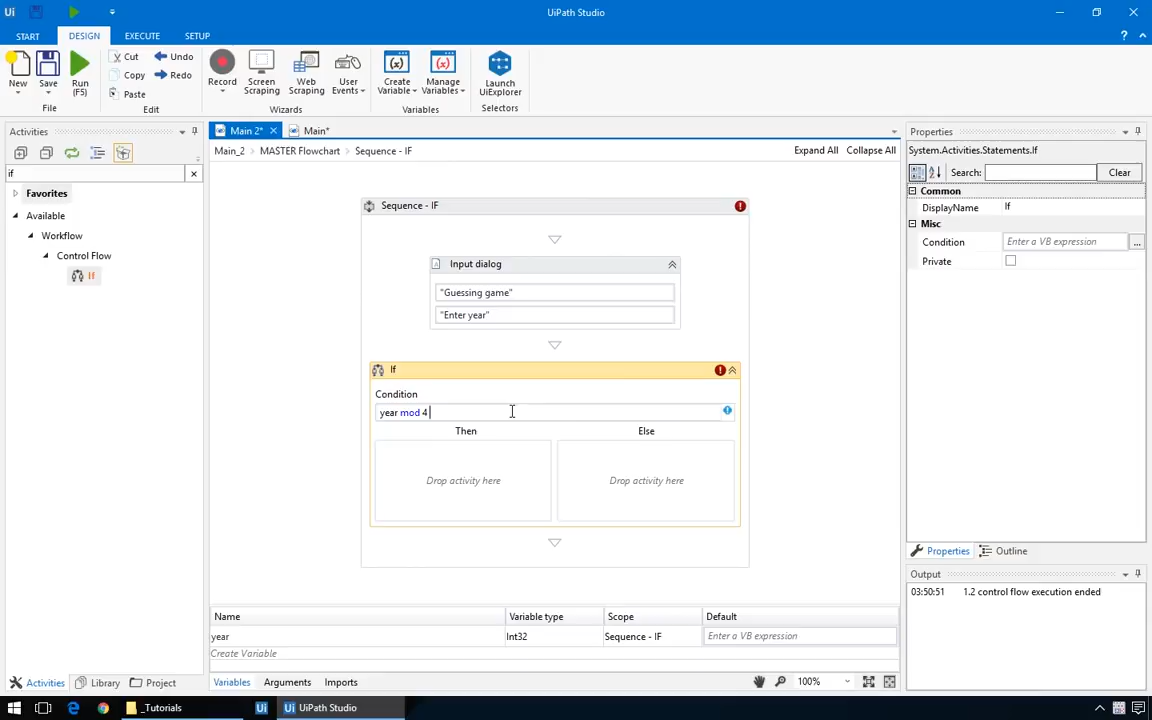 Ui
UiPath Studio
START DESIGN EXECUTE SETUP
New Save Run (F5) Cut Copy Paste Undo Redo Record Screen Scraping Web Scraping User Events Create Variable Manage Variables Launch UiExplorer
File Edit Wizards Variables Selectors
Activities
Main 2* Main*
Properties
Main_2 > MASTER Flowchart > Sequence - IF Expand All Collapse All
System.Activities.Statements.If
if
Search: Clear
Favorites
Available
Workflow
Control Flow
If
Common
DisplayName If
Misc
Condition Enter a VB expression ...
Private
Sequence - IF
Input dialog
"Guessing game"
"Enter year"
If
Condition
year mod 4
Then Else
Drop activity here Drop activity here
Properties Outline
Output
03:50:51 1.2 control flow execution ended
Name Variable type Scope Default
year Int32 Sequence - IF Enter a VB expression
Create Variable
Variables Arguments Imports 100%
Activities Library Project
_Tutorials Ui Ui UiPath Studio